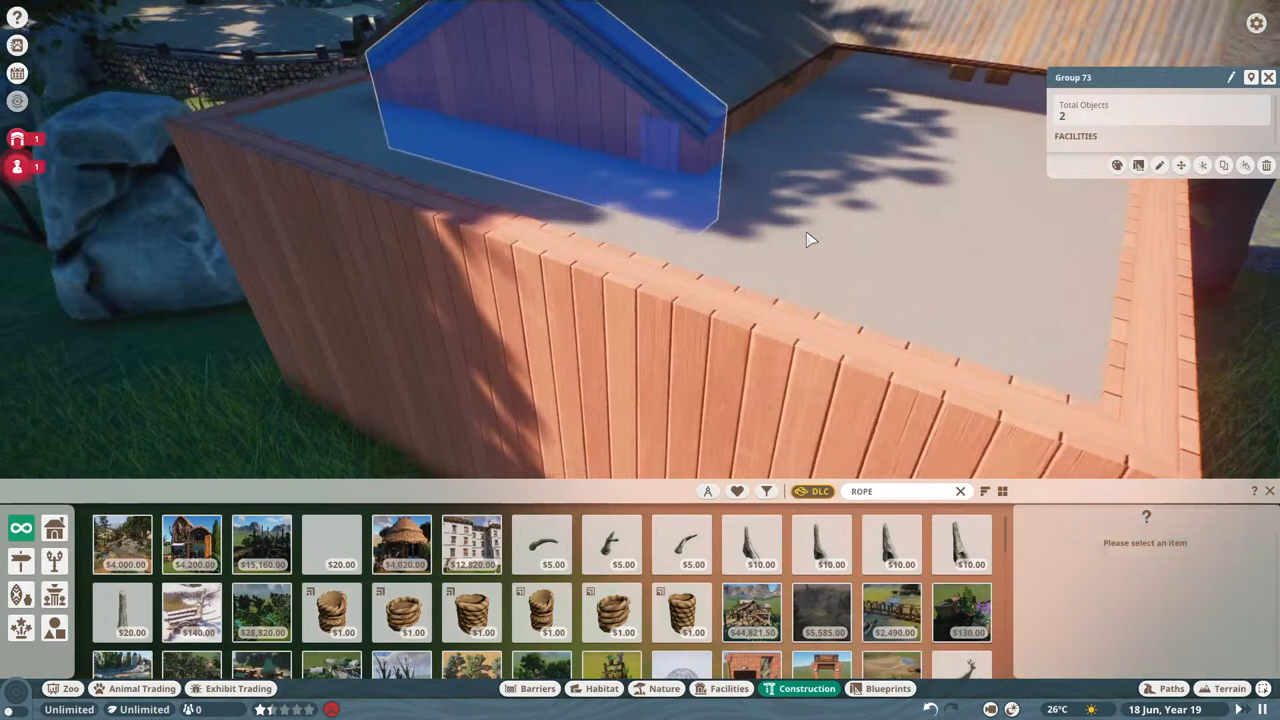 ?
1
1
Group 73
Total Objects
2
FACILITIES
DLC
ROPE
?
$4,000.00
$4,200.00
$15,160.00
$20.00
$4,020.00
$12,820.00
$5.00
$5.00
$5.00
$10.00
$10.00
$10.00
$10.00
?
Please select an item
$20.00
$140.00
$28,820.00
$1.00
$1.00
$1.00
$1.00
$1.00
$1.00
$44,821.50
$5,585.00
$2,490.00
$130.00
Zoo
Animal Trading
Exhibit Trading
Barriers
Habitat
Nature
Facilities
Construction
Blueprints
Paths
Terrain
Unlimited
Unlimited
0
26°C
18 Jun, Year 19